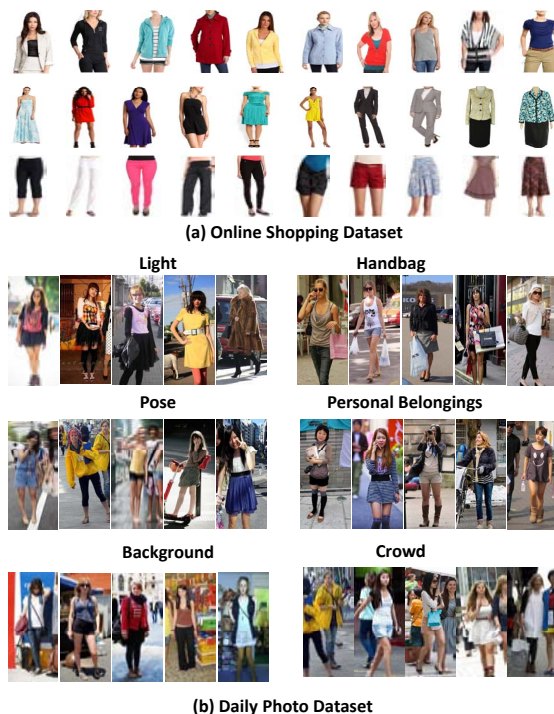 (a) Online Shopping Dataset
Light
Handbag
Pose
Personal Belongings
Background
Crowd
(b) Daily Photo Dataset